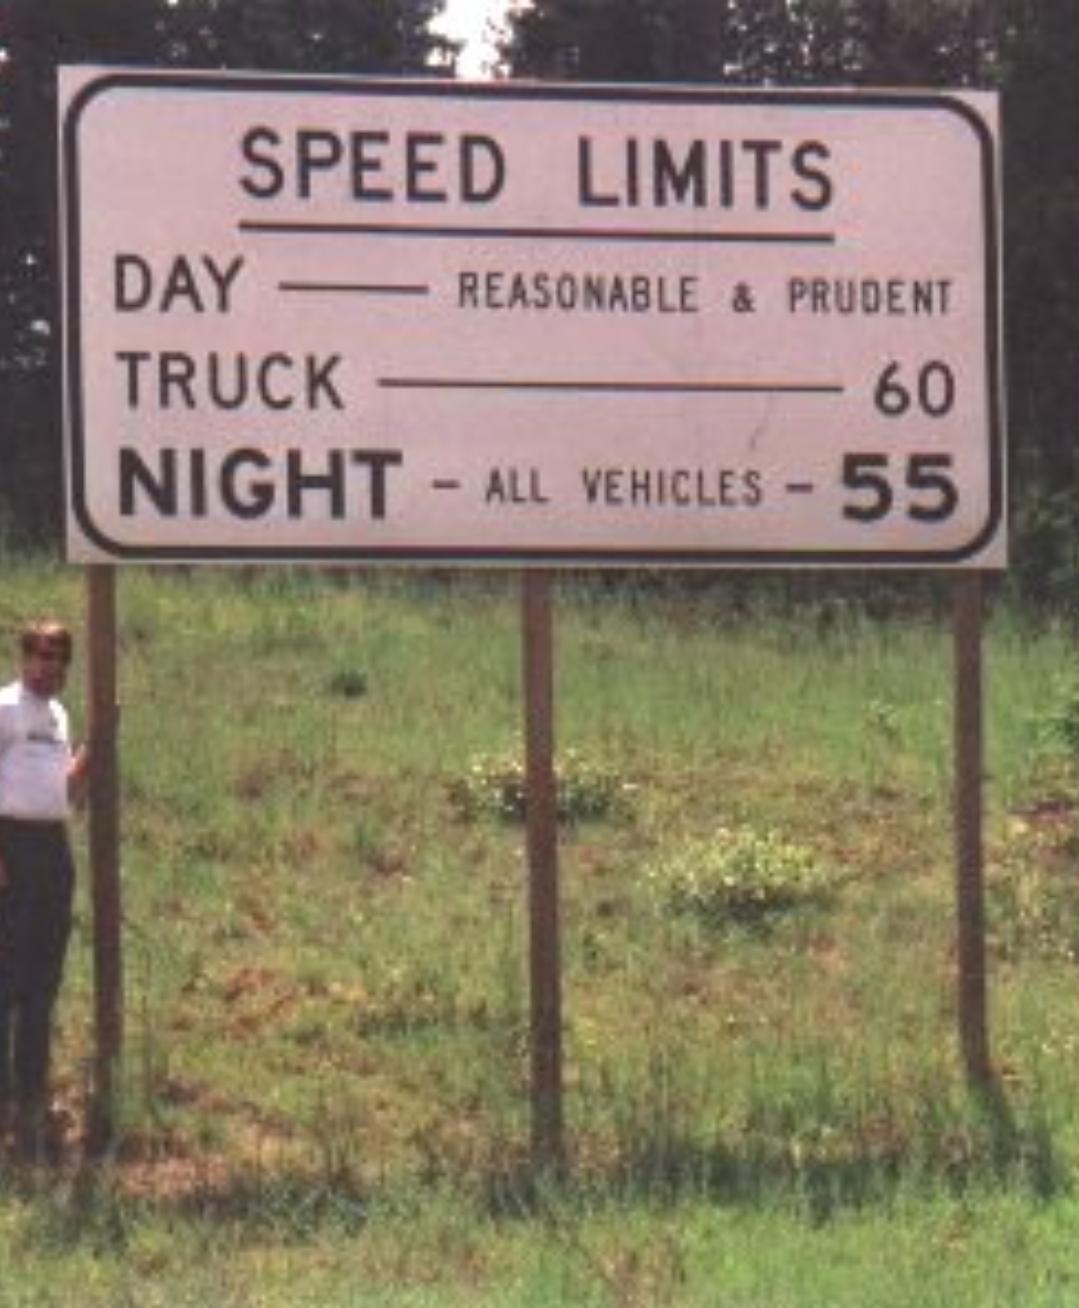 SPEED LIMITS
DAY — REASONABLE & PRUDENT
TRUCK — 60
NIGHT - ALL VEHICLES - 55